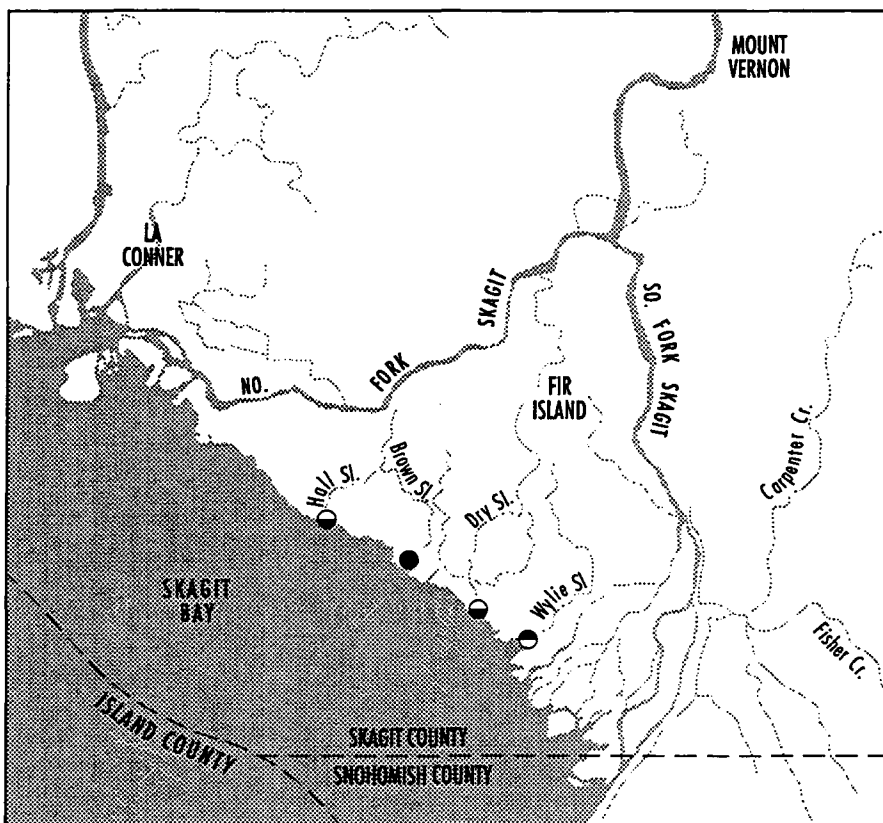 MOUNT
VERNON
LA
CONNER
SKAGIT
SO. FORK SKAGIT
FORK
NO.
FIR
ISLAND
Carpenter Cr.
Brown Sl.
Hall Sl.
Dry Sl.
SKAGIT
BAY
Wylie Sl
Fisher Cr.
ISLAND COUNTY
SKAGIT COUNTY
SNOHOMISH COUNTY